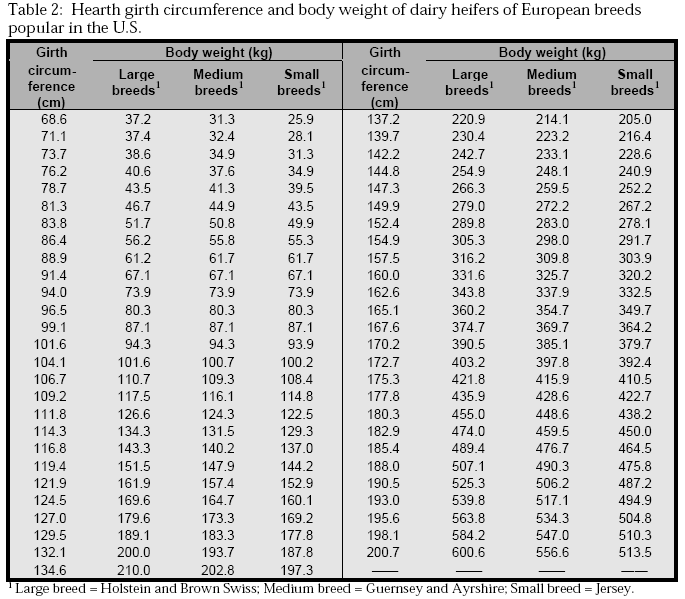 Table 2: Hearth girth circumference and body weight of dairy heifers of European breeds
popular in the U.S.
Girth Body weight (kg) Girth Body weight (kg)
circum- Large Medium Small circum- Large Medium Small
ference breeds1 breeds1 breeds1 ference breeds1 breeds1 breeds1
(cm) (cm)
68.6 37.2 31.3 25.9 137.2 220.9 214.1 205.0
71.1 37.4 32.4 28.1 139.7 230.4 223.2 216.4
73.7 38.6 34.9 31.3 142.2 242.7 233.1 228.6
76.2 40.6 37.6 34.9 144.8 254.9 248.1 240.9
78.7 43.5 41.3 39.5 147.3 266.3 259.5 252.2
81.3 46.7 44.9 43.5 149.9 279.0 272.2 267.2
83.8 51.7 50.8 49.9 152.4 289.8 283.0 278.1
86.4 56.2 55.8 55.3 154.9 305.3 298.0 291.7
88.9 61.2 61.7 61.7 157.5 316.2 309.8 303.9
91.4 67.1 67.1 67.1 160.0 331.6 325.7 320.2
94.0 73.9 73.9 73.9 162.6 343.8 337.9 332.5
96.5 80.3 80.3 80.3 165.1 360.2 354.7 349.7
99.1 87.1 87.1 87.1 167.6 374.7 369.7 364.2
101.6 94.3 94.3 93.9 170.2 390.5 385.1 379.7
104.1 101.6 100.7 100.2 172.7 403.2 397.8 392.4
106.7 110.7 109.3 108.4 175.3 421.8 415.9 410.5
109.2 117.5 116.1 114.8 177.8 435.9 428.6 422.7
111.8 126.6 124.3 122.5 180.3 455.0 448.6 438.2
114.3 134.3 131.5 129.3 182.9 474.0 459.5 450.0
116.8 143.3 140.2 137.0 185.4 489.4 476.7 464.5
119.4 151.5 147.9 144.2 188.0 507.1 490.3 475.8
121.9 161.9 157.4 152.9 190.5 525.3 506.2 487.2
124.5 169.6 164.7 160.1 193.0 539.8 517.1 494.9
127.0 179.6 173.3 169.2 195.6 563.8 534.3 504.8
129.5 189.1 183.3 177.8 198.1 584.2 547.0 510.3
132.1 200.0 193.7 187.8 200.7 600.6 556.6 513.5
134.6 210.0 202.8 197.3 —— —— —— ——
1 Large breed = Holstein and Brown Swiss; Medium breed = Guernsey and Ayrshire; Small breed = Jersey.